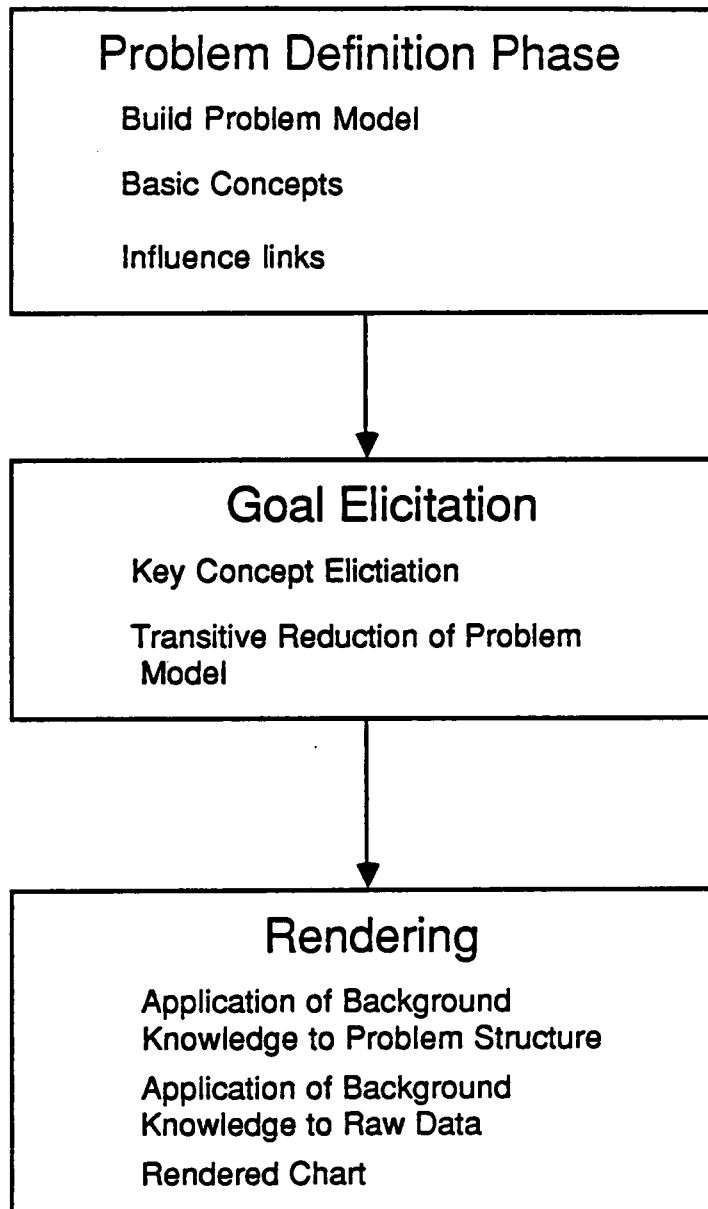 Problem Definition Phase
Build Problem Model
Basic Concepts
Influence links
Goal Elicitation
Key Concept Elictiation
Transitive Reduction of Problem
Model
Rendering
Application of Background
Knowledge to Problem Structure
Application of Background
Knowledge to Raw Data
Rendered Chart